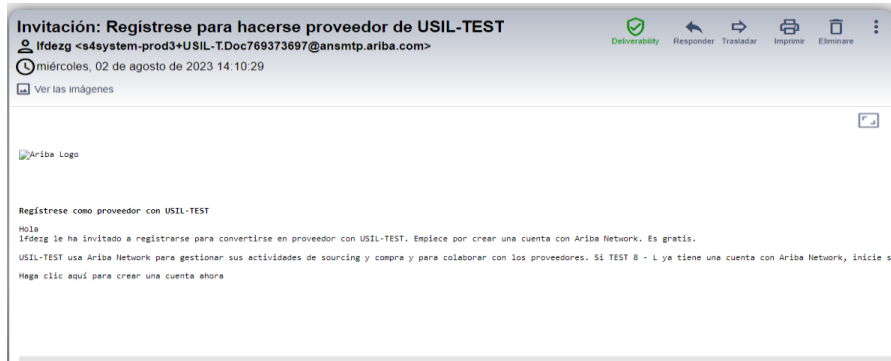 Invitación: Regístrese para hacerse proveedor de USIL-TEST
lfdezg <s4system-prod3+USIL-T.Doc769373697@ansmtp.ariba.com>
Deliverability Responder Trasladar Imprimir Eliminare
miércoles, 02 de agosto de 2023 14:10:29
Ver las imágenes
Ariba Logo
Regístrese como proveedor con USIL-TEST
Hola
lfdezg le ha invitado a registrarse para convertirse en proveedor con USIL-TEST. Empiece por crear una cuenta con Ariba Network. Es gratis.
USIL-TEST usa Ariba Network para gestionar sus actividades de sourcing y compra y para colaborar con los proveedores. Si TEST 8 - L ya tiene una cuenta con Ariba Network, inicie s
Haga clic aquí para crear una cuenta ahora